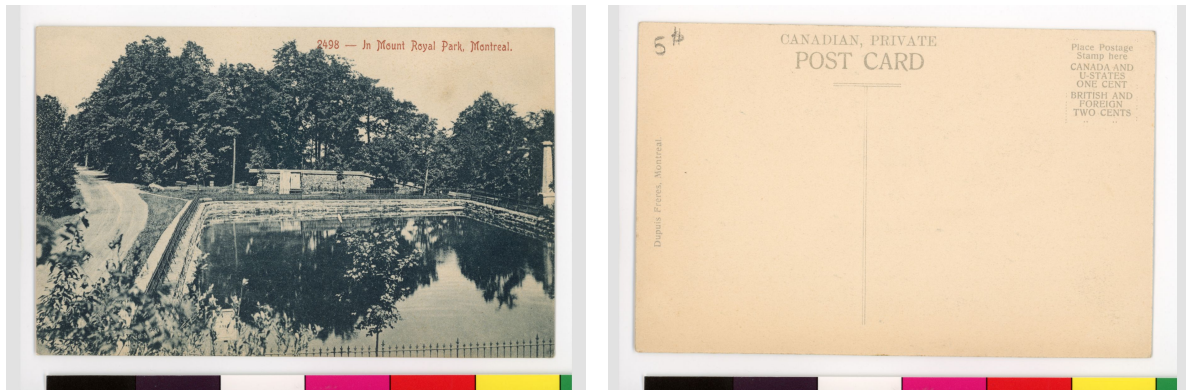 2498 — In Mount Royal Park, Montreal.
5$
CANADIAN, PRIVATE
POST CARD
Place Postage
Stamp here
CANADA AND
U-STATES
ONE CENT
BRITISH AND
FOREIGN
TWO CENTS
Dupuis Freres, Montreal